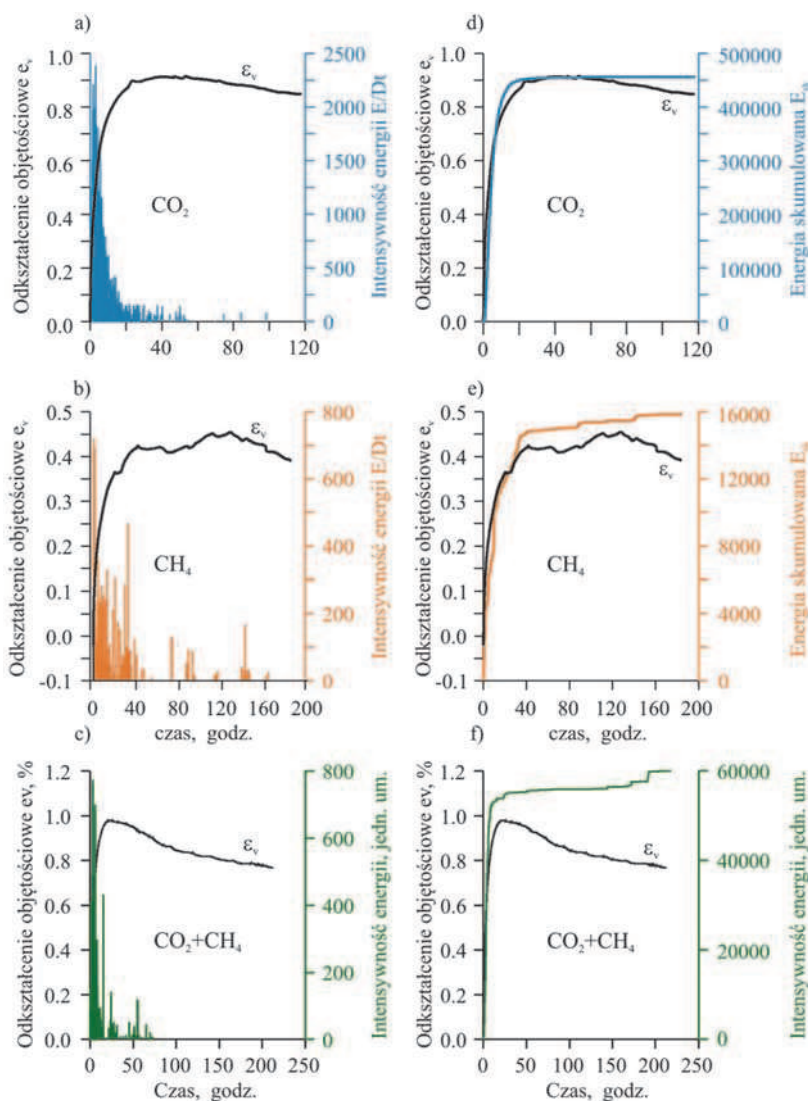 a)
Odkształcenie objętościowe eᵥ
1.0
0.8
0.6
0.4
0.2
0.0
εᵥ
CO₂
2500
2000
1500
1000
500
0
Intensywność energii E/Dt
0 40 80 120
d)
Odkształcenie objętościowe eᵥ
1.0
0.8
0.6
0.4
0.2
0.0
εᵥ
CO₂
500000
400000
300000
200000
100000
0
Energia skumulowana Eₐ
0 40 80 120
b)
Odkształcenie objętościowe eᵥ
0.5
0.4
0.3
0.2
0.1
0.0
-0.1
εᵥ
CH₄
800
600
400
200
0
Intensywność energii E/Dt
0 40 80 120 160 200
czas, godz.
e)
Odkształcenie objętościowe eᵥ
0.5
0.4
0.3
0.2
0.1
0.0
-0.1
εᵥ
CH₄
16000
12000
8000
4000
0
Energia skumulowana Eₐ
0 40 80 120 160 200
czas, godz.
c)
Odkształcenie objętościowe ev, %
1.2
1.0
0.8
0.6
0.4
0.2
0.0
εᵥ
CO₂+CH₄
800
600
400
200
0
Intensywność energii, jedn. um.
0 50 100 150 200 250
Czas, godz.
f)
Odkształcenie objętościowe ev, %
1.2
1.0
0.8
0.6
0.4
0.2
0.0
εᵥ
CO₂+CH₄
60000
40000
20000
0
Intensywność energii, jedn. um.
0 50 100 150 200 250
Czas, godz.